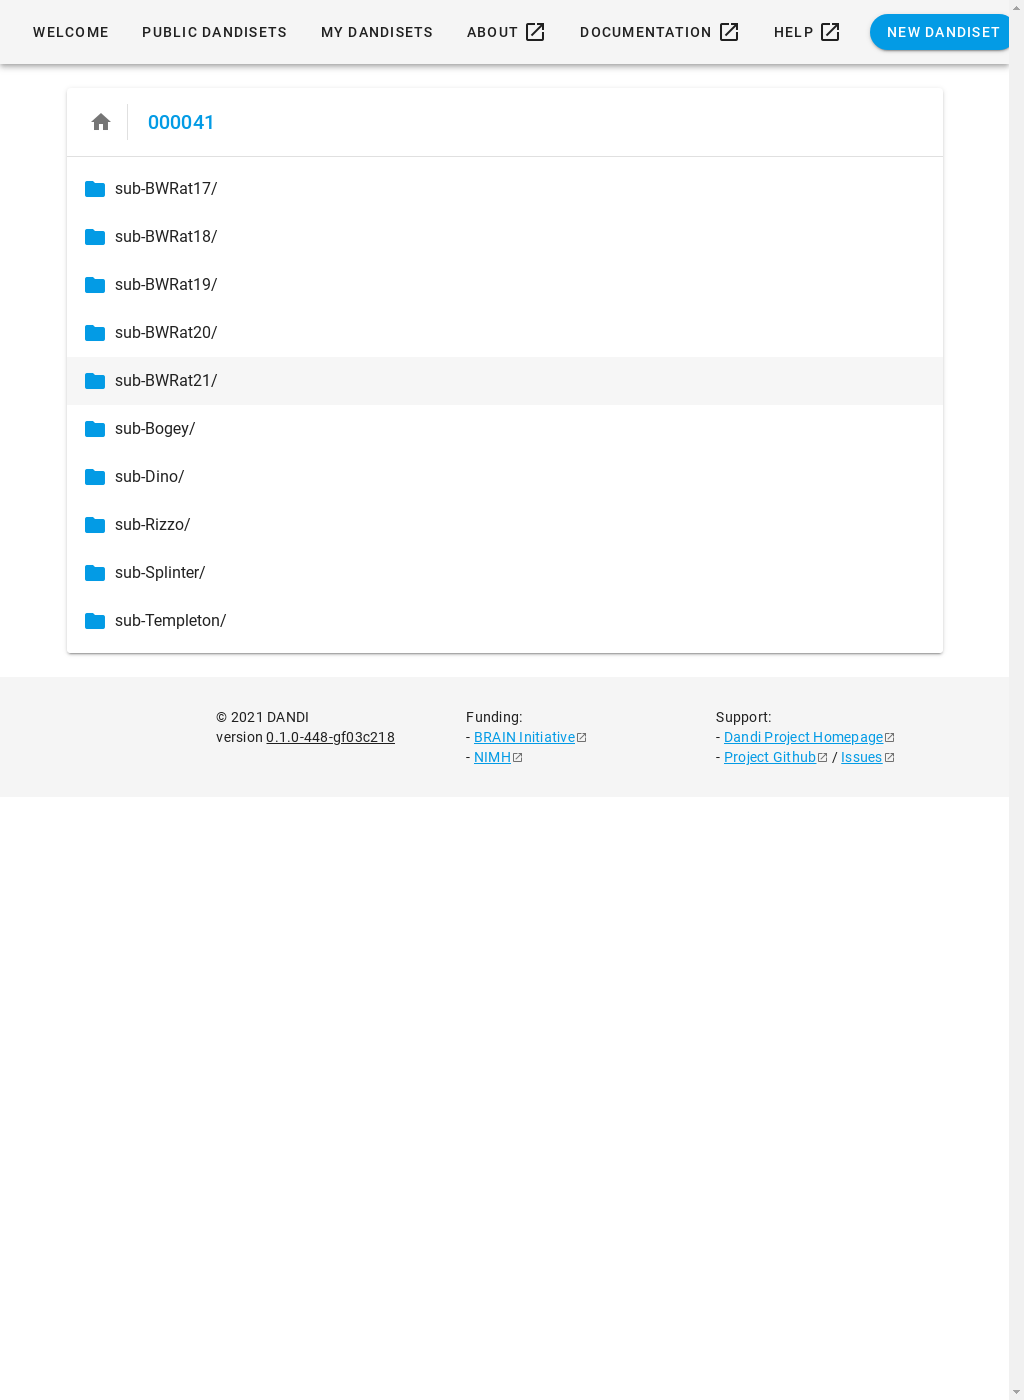 WELCOME PUBLIC DANDISETS MY DANDISETS ABOUT DOCUMENTATION HELP NEW DANDISET
000041
sub-BWRat17/
sub-BWRat18/
sub-BWRat19/
sub-BWRat20/
sub-BWRat21/
sub-Bogey/
sub-Dino/
sub-Rizzo/
sub-Splinter/
sub-Templeton/
© 2021 DANDI
version 0.1.0-448-gf03c218
Funding:
- BRAIN Initiative
- NIMH
Support:
- Dandi Project Homepage
- Project Github / Issues